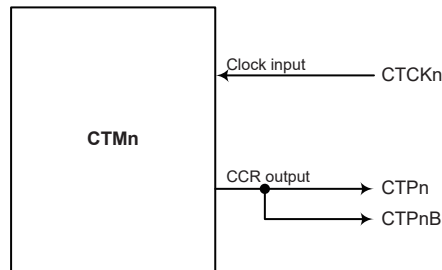 Clock input
CTCKn
CTMn
CCR output
CTPn
CTPnB